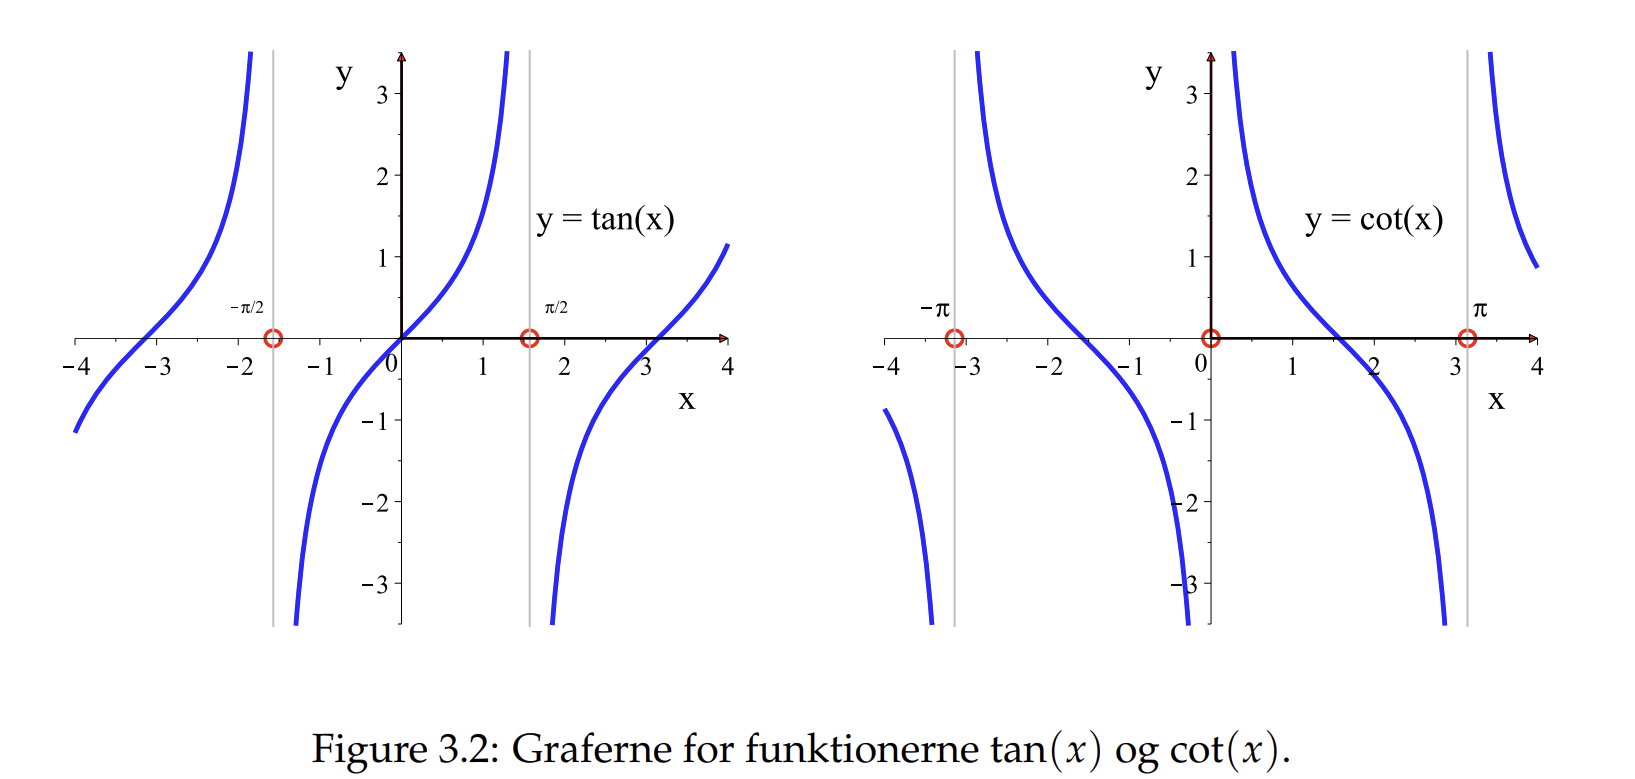 y
3
2
y = tan(x)
1
−π/2
π/2
−4
−3
−2
−1
0
1
2
3
4
x
−1
−2
−3
y
3
2
y = cot(x)
1
−π
π
−4
−3
−2
−1
0
1
2
3
4
x
−1
−2
−3
Figure 3.2: Graferne for funktionerne tan(x) og cot(x).